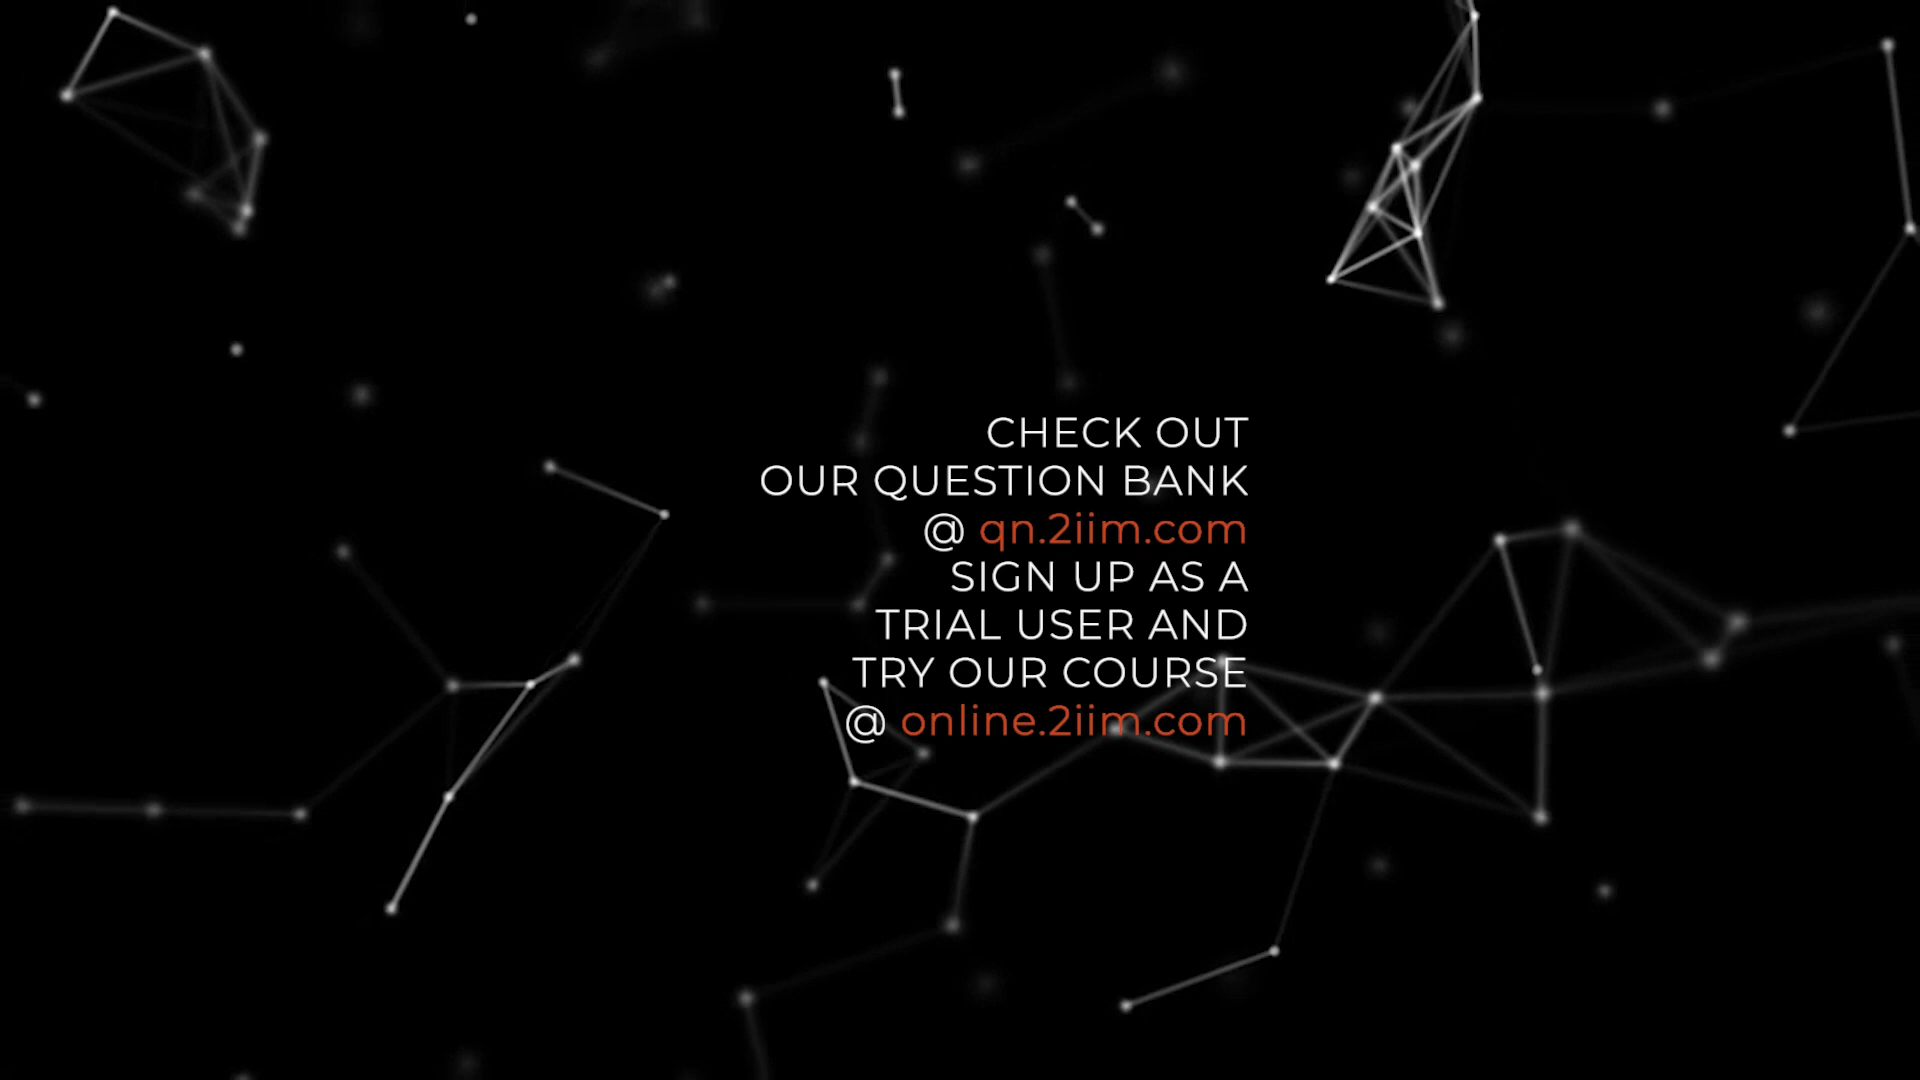 CHECK OUT
OUR QUESTION BANK
@ qn.2iim.com
SIGN UP AS A
TRIAL USER AND
TRY OUR COURSE
@ online.2iim.com